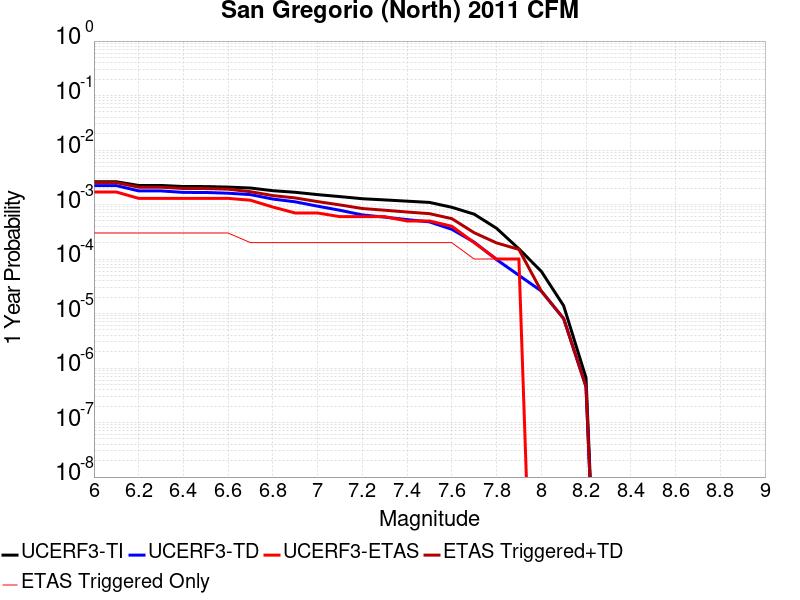 San Gregorio (North) 2011 CFM
10^0
10^-1
10^-2
10^-3
10^-4
10^-5
10^-6
10^-7
10^-8
1 Year Probability
6 6.2 6.4 6.6 6.8 7 7.2 7.4 7.6 7.8 8 8.2 8.4 8.6 8.8 9
Magnitude
UCERF3-TI UCERF3-TD UCERF3-ETAS ETAS Triggered+TD
ETAS Triggered Only